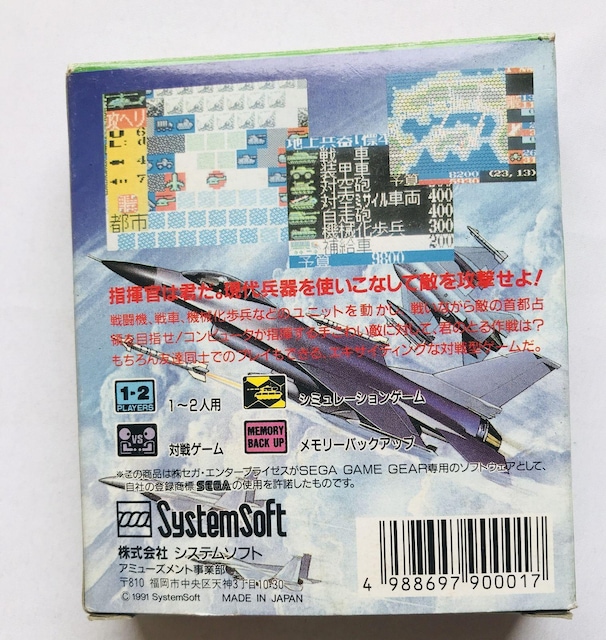 攻ヘリ
6
d
4
7
都市
地上兵器
戦車
装甲車
対空砲 400
対空ミサイル車両 400
自走砲 400
機械化歩兵 300
補給車 200
予算 9800
予算 8200
(23,13)
指揮官は君だ。現代兵器を使いこなして敵を攻撃せよ!
戦闘機、戦車、機械化歩兵などのユニットを動かし、戦いながら敵の首都占
領を目指せ!コンピュータが指揮する手ごわい敵に対して、君のとる作戦は?
もちろん友達同士でのプレイもできる、エキサイティングな対戦型ゲームだ。
1-2
PLAYERS
1〜2人用
シミュレーションゲーム
VS
対戦ゲーム
MEMORY
BACK UP
メモリーバックアップ
※この商品は㈱セガ・エンタープライゼスがSEGA GAME GEAR専用のソフトウェアとして、
自社の登録商標 SEGA の使用を許諾したものです。
SystemSoft
株式会社 システムソフト
アミューズメント事業部
〒810 福岡市中央区天神3丁目10-30
© 1991 SystemSoft MADE IN JAPAN
4 988697 900017